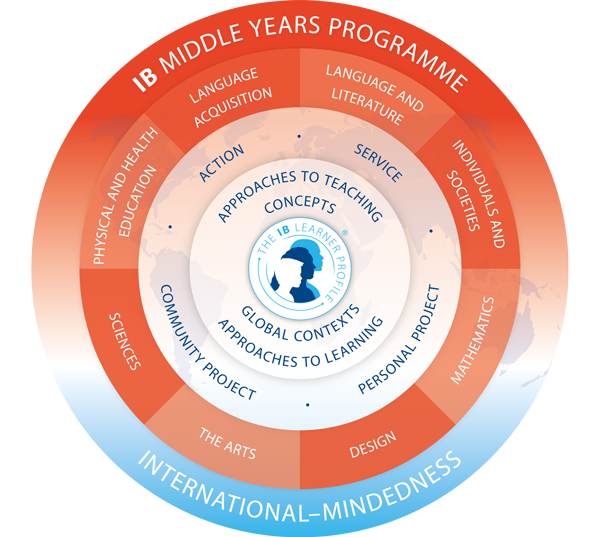 IB MIDDLE YEARS PROGRAMME
LANGUAGE
ACQUISITION
LANGUAGE AND
LITERATURE
PHYSICAL AND HEALTH
EDUCATION
INDIVIDUALS AND
SOCIETIES
SCIENCES
MATHEMATICS
THE ARTS
DESIGN
ACTION
SERVICE
COMMUNITY PROJECT
PERSONAL PROJECT
APPROACHES TO TEACHING
CONCEPTS
THE IB LEARNER PROFILE ®
GLOBAL CONTEXTS
APPROACHES TO LEARNING
INTERNATIONAL–MINDEDNESS